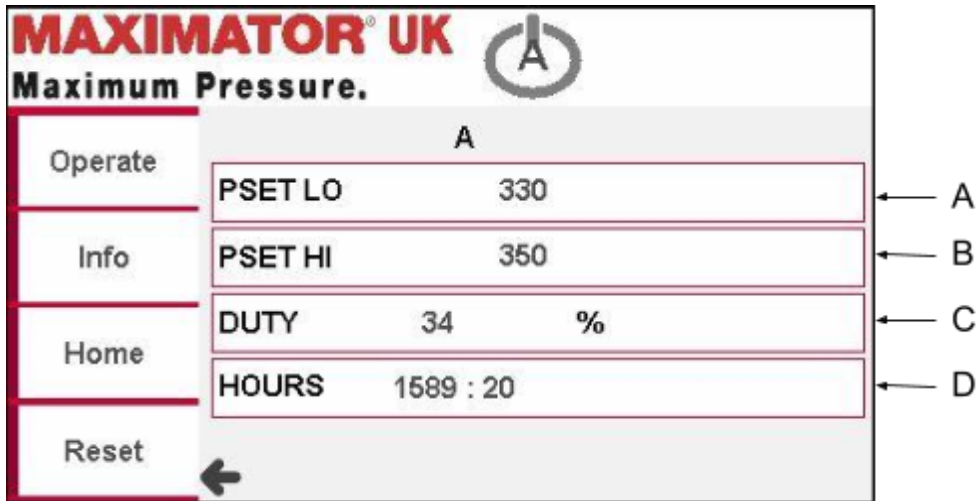 MAXIMATOR® UK
Maximum Pressure.
A
Operate
Info
Home
Reset
A
PSET LO 330
PSET HI 350
DUTY 34 %
HOURS 1589 : 20
A
B
C
D